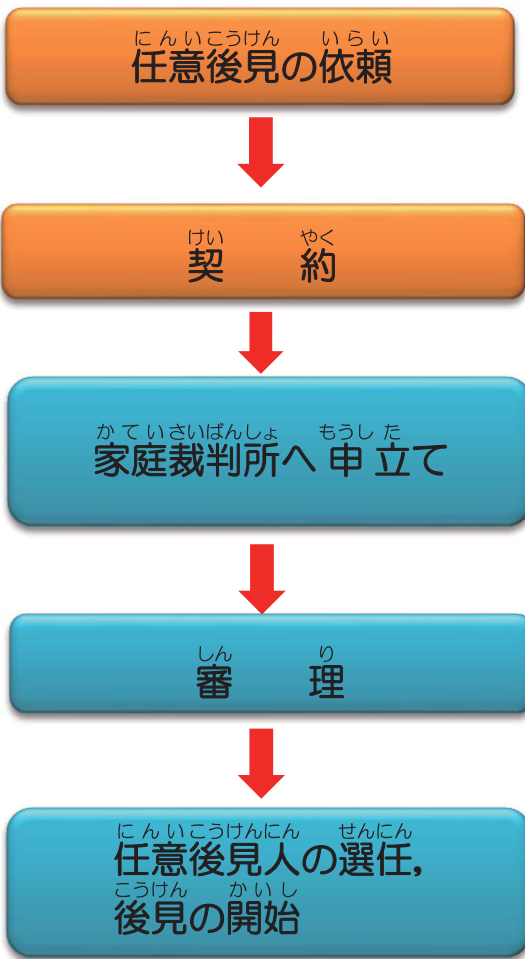 にんいこうけん いらい
任意後見の依頼
けい やく
契 約
かていさいばんしょ もうした
家庭裁判所へ申立て
しん り
審 理
にんいこうけんにん せんにん
任意後見人の選任,
こうけん かいし
後見の開始